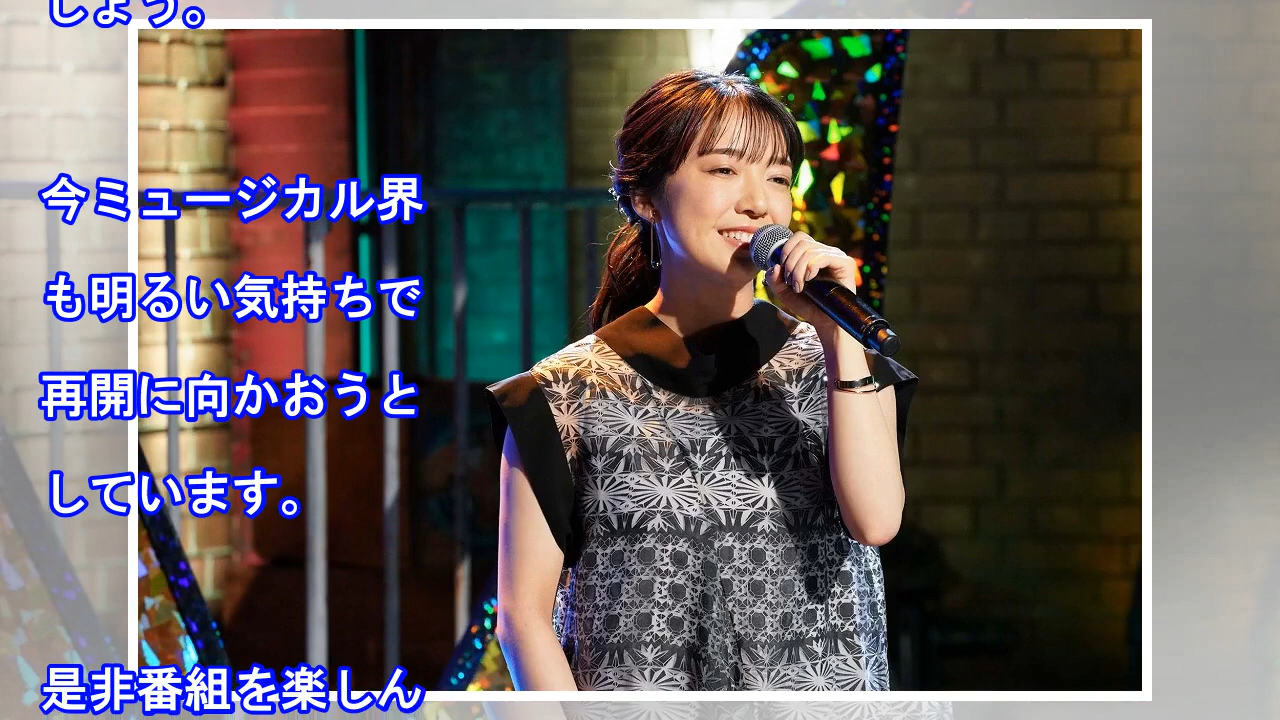 しょう。
今ミュージカル界
も明るい気持ちで
再開に向かおうと
しています。
是非番組を楽しん